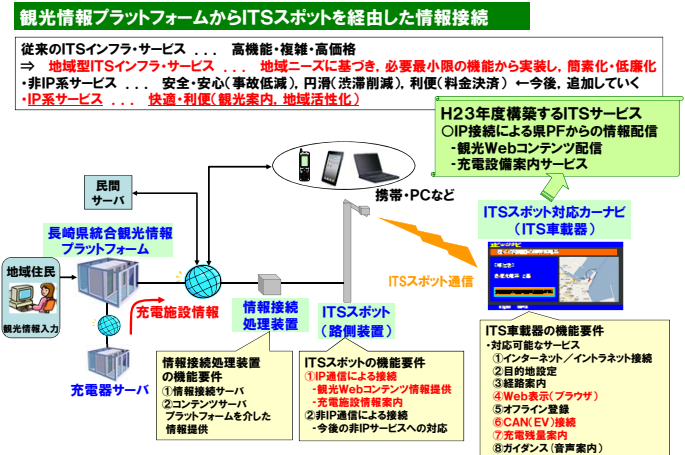 観光情報プラットフォームからITSスポットを経由した情報接続
従来のITSインフラ・サービス ... 高機能・複雑・高価格
⇒ 地域型ITSインフラ・サービス ... 地域ニーズに基づき，必要最小限の機能から実装し，簡素化・低廉化
・非IP系サービス ... 安全・安心（事故低減），円滑（渋滞削減），利便（料金決済） ←今後，追加していく
・IP系サービス ... 快適・利便（観光案内，地域活性化）
H23年度構築するITSサービス
○IP接続による県PFからの情報配信
-観光Webコンテンツ配信
-充電設備案内サービス
民間
サーバ
携帯・PCなど
長崎県統合観光情報
プラットフォーム
地域住民
観光情報入力
充電施設情報
充電器サーバ
情報接続
処理装置
ITSスポット
（路側装置）
ITSスポット通信
ITSスポット対応カーナビ
（ITS車載器）
情報接続処理装置
の機能要件
①情報接続サーバ
②コンテンツサーバ
プラットフォームを介した
情報提供
ITSスポットの機能要件
①IP通信による接続
-観光Webコンテンツ情報提供
-充電施設情報案内
②非IP通信による接続
-今後の非IPサービスへの対応
ITS車載器の機能要件
・対応可能なサービス
①インターネット／イントラネット接続
②目的地設定
③経路案内
④Web表示（ブラウザ）
⑤オフライン登録
⑥CAN（EV）接続
⑦充電残量案内
⑧ガイダンス（音声案内）